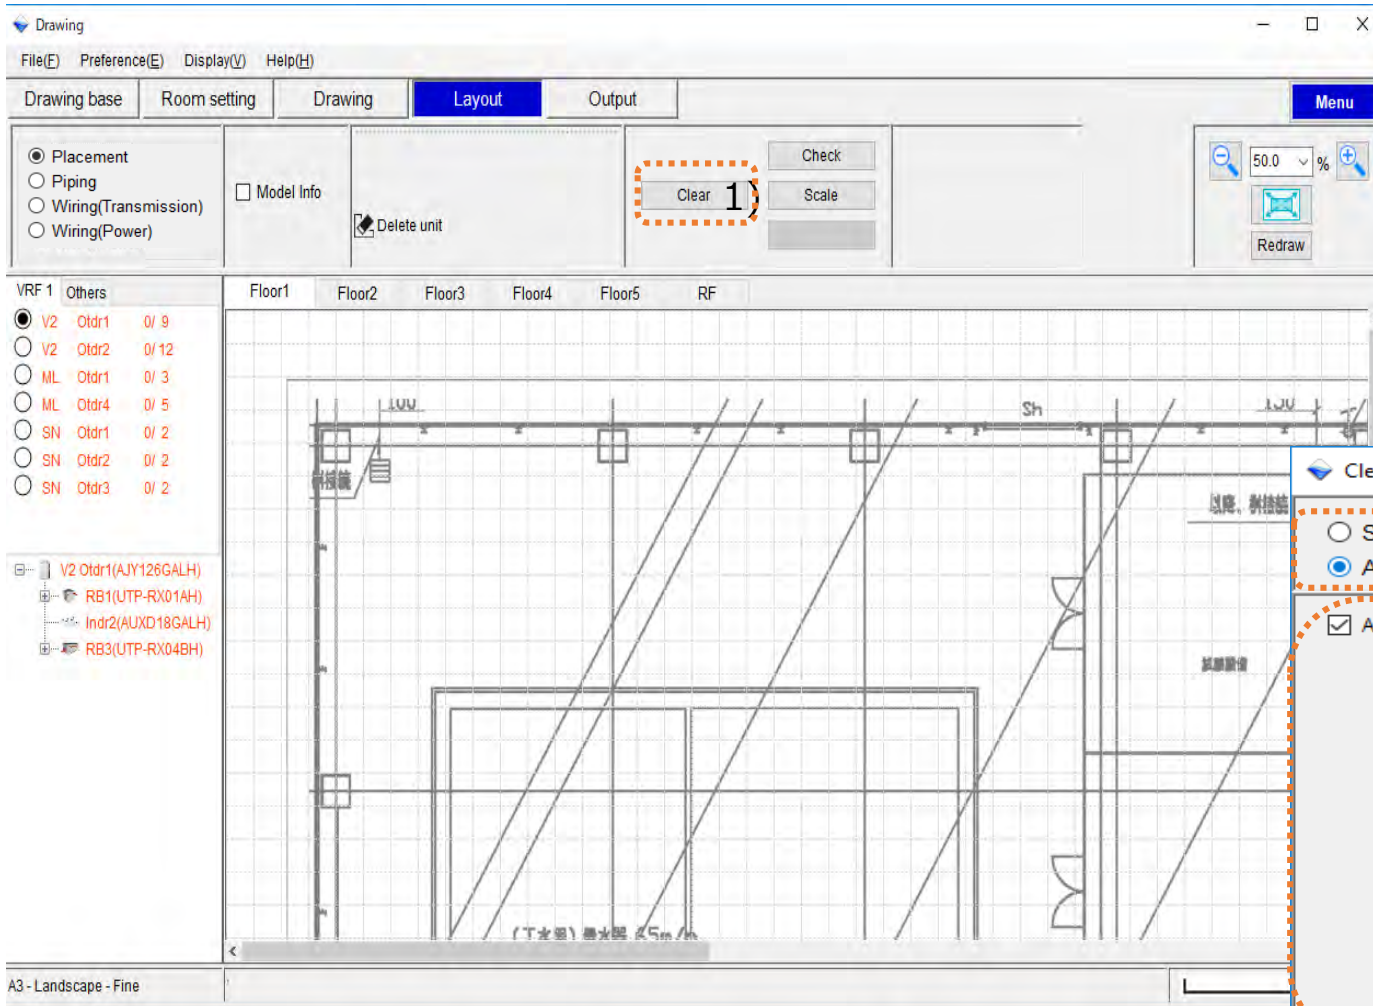 Drawing
File(F) Preference(E) Display(V) Help(H)
Drawing base Room setting Drawing Layout Output Menu
Placement
Piping
Wiring(Transmission)
Wiring(Power)
Model Info
Delete unit
Clear 1)
Check
Scale
50.0 %
Redraw
VRF 1 Others
V2 Otdr1 0/ 9
V2 Otdr2 0/ 12
ML Otdr1 0/ 3
ML Otdr4 0/ 5
SN Otdr1 0/ 2
SN Otdr2 0/ 2
SN Otdr3 0/ 2
V2 Otdr1(AJY126GALH)
RB1(UTP-RX01AH)
Indr2(AUXD18GALH)
RB3(UTP-RX04BH)
Floor1 Floor2 Floor3 Floor4 Floor5 RF
100 Sh 150
Cle
S
A
A
A3 - Landscape - Fine